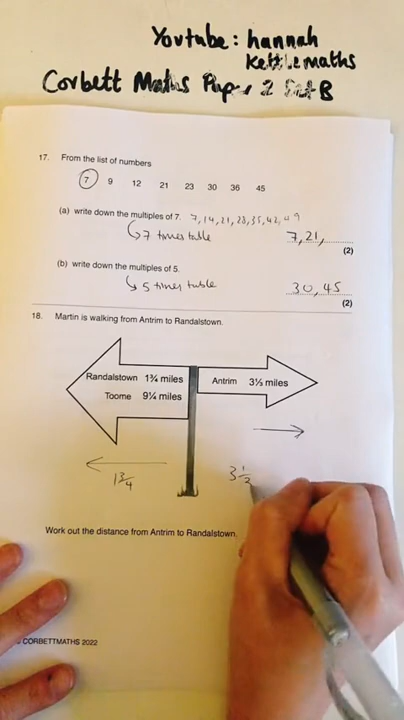 Youtube: hannah
kettlemaths
Corbett Maths Paper 2 Set B
17. From the list of numbers
7 9 12 21 23 30 36 45
(a) write down the multiples of 7. 7, 14, 21, 28, 35, 42, 49
7 times table 7, 21,
(2)
(b) write down the multiples of 5.
5 times table 30, 45
(2)
18. Martin is walking from Antrim to Randalstown.
Randalstown 1¾ miles
Toome 9¼ miles
Antrim 3⅓ miles
1¾
Work out the distance from Antrim to Randalstown.
CORBETTMATHS 2022